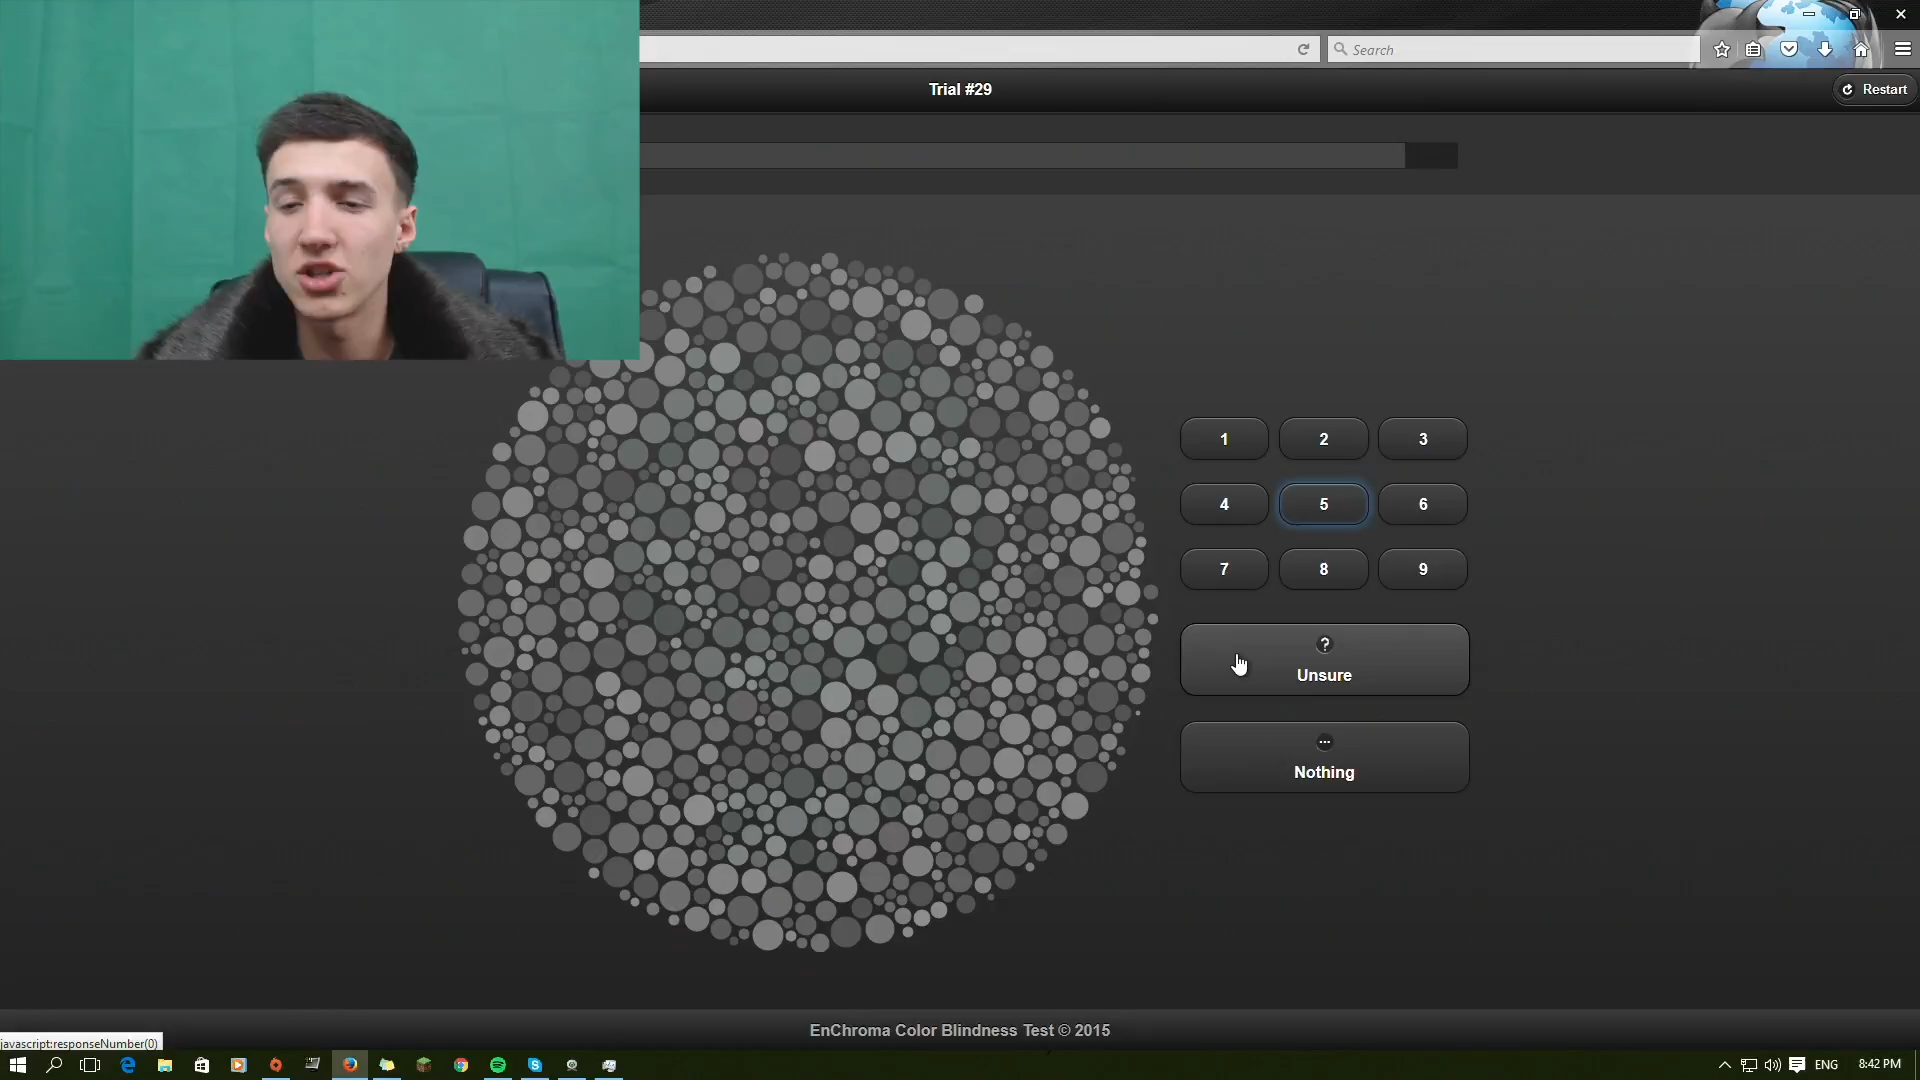 Search
Trial #29
Restart
1 2 3
4 5 6
7 8 9
?
Unsure
...
Nothing
EnChroma Color Blindness Test © 2015
javascript:responseNumber(0)
ENG 8:42 PM